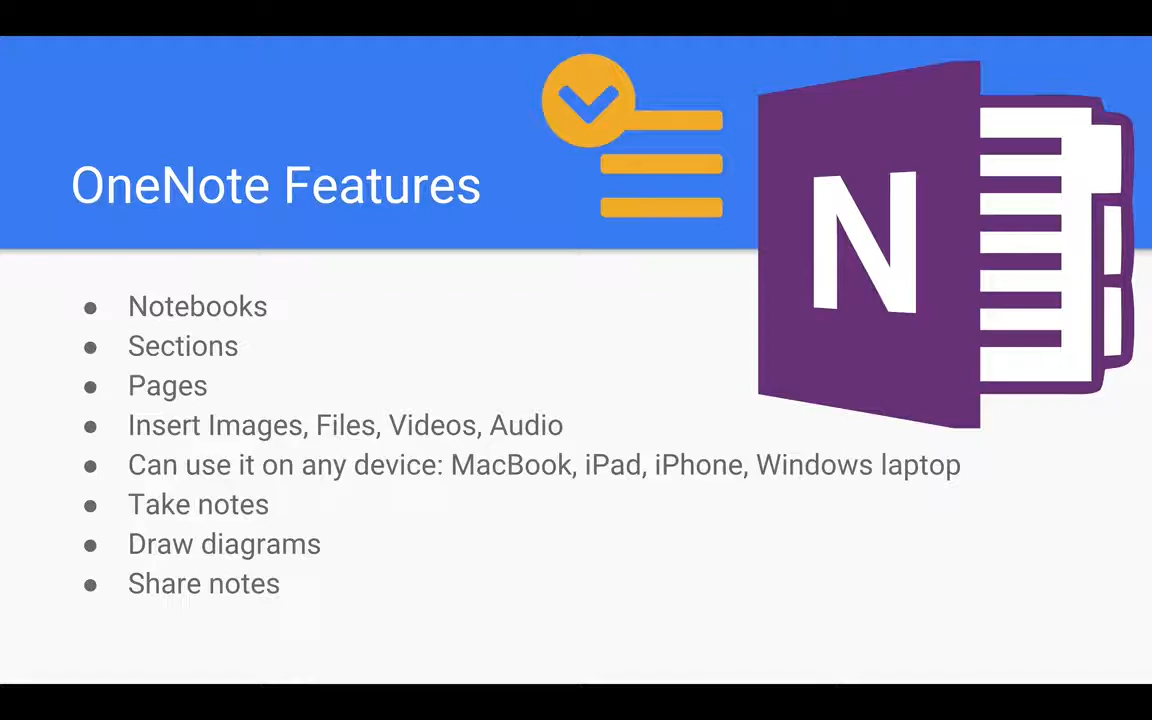 OneNote Features
N
● Notebooks
● Sections
● Pages
● Insert Images, Files, Videos, Audio
● Can use it on any device: MacBook, iPad, iPhone, Windows laptop
● Take notes
● Draw diagrams
● Share notes